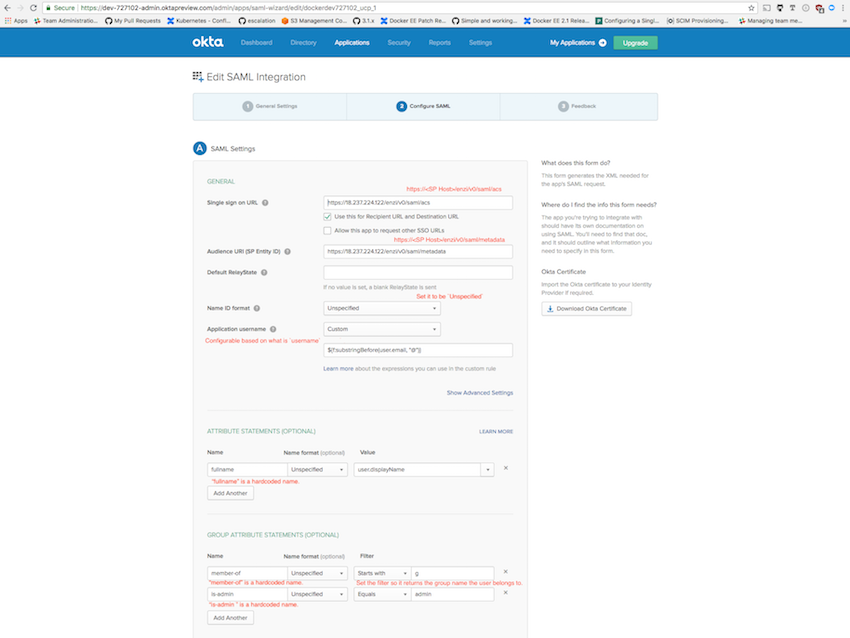 Secure https://dev-727102-admin.oktapreview.com/admin/apps/saml-wizard/edit/dockerdev727102_ucp_1
Apps Team Administratio... My Pull Requests Kubernetes - Confl... escalation S3 Management Co... 3.1.x Docker EE Patch Re... Simple and working... Docker EE 2.1 Relea... Configuring a Singl... SCIM Provisioning... Managing team me...
okta Dashboard Directory Applications Security Reports Settings My Applications Upgrade
Edit SAML Integration
1 General Settings 2 Configure SAML 3 Feedback
A SAML Settings
GENERAL
https://<SP Host>/enzi/v0/saml/acs
Single sign on URL ? https://18.237.224.122/enzi/v0/saml/acs
Use this for Recipient URL and Destination URL
Allow this app to request other SSO URLs
https://<SP Host>/enzi/v0/saml/metadata
Audience URI (SP Entity ID) ? https://18.237.224.122/enzi/v0/saml/metadata
Default RelayState ?
If no value is set, a blank RelayState is sent
Set it to be `Unspecified'
Name ID format ? Unspecified
Application username ? Custom
Configurable based on what is `username`
${f:substringBefore(user.email, "@")}
Learn more about the expressions you can use in the custom rule
Show Advanced Settings
ATTRIBUTE STATEMENTS (OPTIONAL) LEARN MORE
Name Name format (optional) Value
fullname Unspecified user.displayName
"fullname" is a hardcoded name.
Add Another
GROUP ATTRIBUTE STATEMENTS (OPTIONAL)
Name Name format (optional) Filter
member-of Unspecified Starts with g
"member-of" is a hardcoded name. Set the filter so it returns the group name the user belongs to.
is-admin Unspecified Equals admin
"is-admin " is a hardcoded name.
Add Another
What does this form do?
This form generates the XML needed for
the app's SAML request.
Where do I find the info this form needs?
The app you're trying to integrate with
should have its own documentation on
using SAML. You'll need to find that doc,
and it should outline what information you
need to specify in this form.
Okta Certificate
Import the Okta certificate to your Identity
Provider if required.
Download Okta Certificate